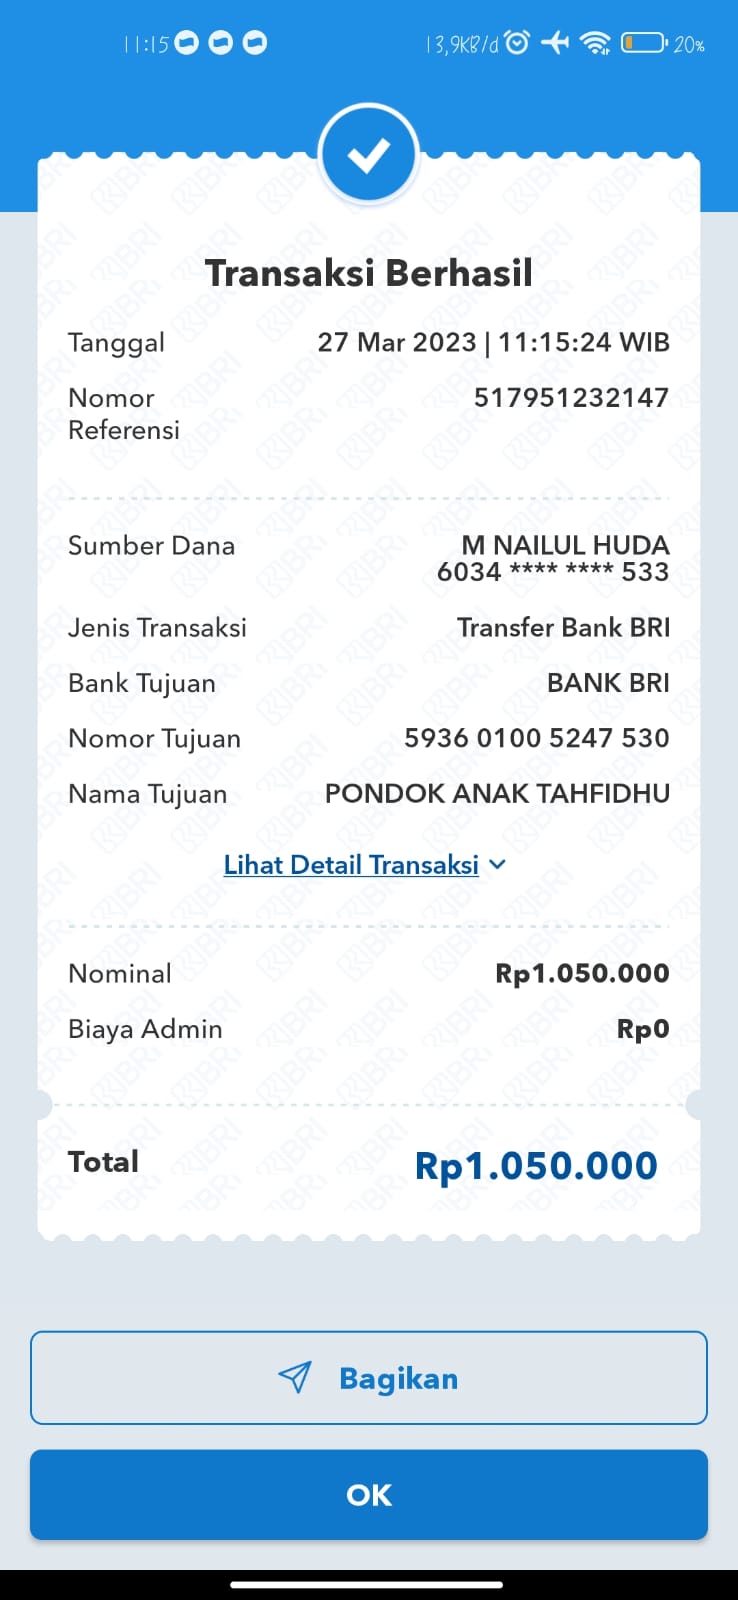 11:15 13,9KB/d 20%
Transaksi Berhasil
Tanggal 27 Mar 2023 | 11:15:24 WIB
Nomor 517951232147
Referensi
Sumber Dana M NAILUL HUDA
6034 **** **** 533
Jenis Transaksi Transfer Bank BRI
Bank Tujuan BANK BRI
Nomor Tujuan 5936 0100 5247 530
Nama Tujuan PONDOK ANAK TAHFIDHU
Lihat Detail Transaksi
Nominal Rp1.050.000
Biaya Admin Rp0
Total Rp1.050.000
Bagikan
OK